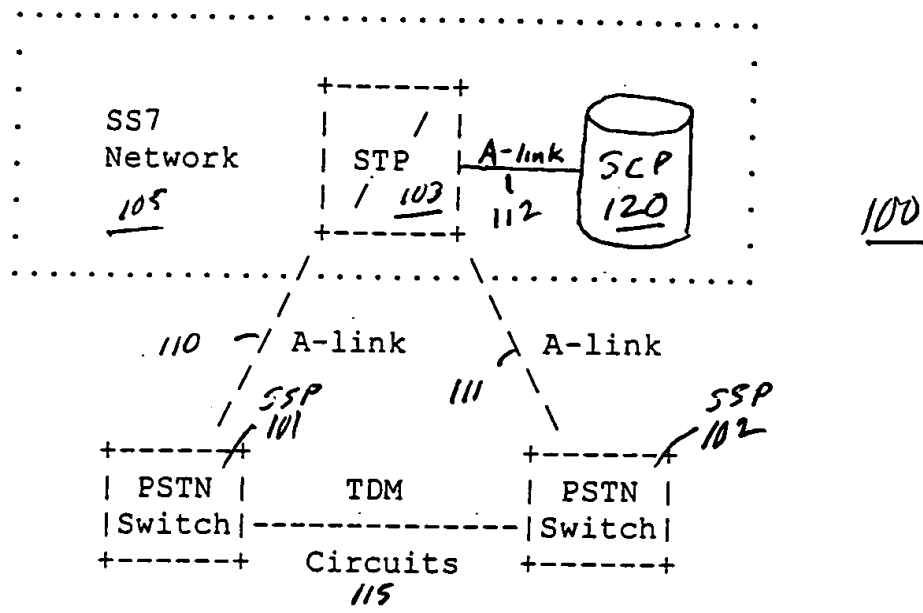 SS7
Network
105
STP
103
A-link
112
SCP
120
100
110
A-link
111
A-link
SSP
101
SSP
102
PSTN
Switch
TDM
Circuits
115
PSTN
Switch